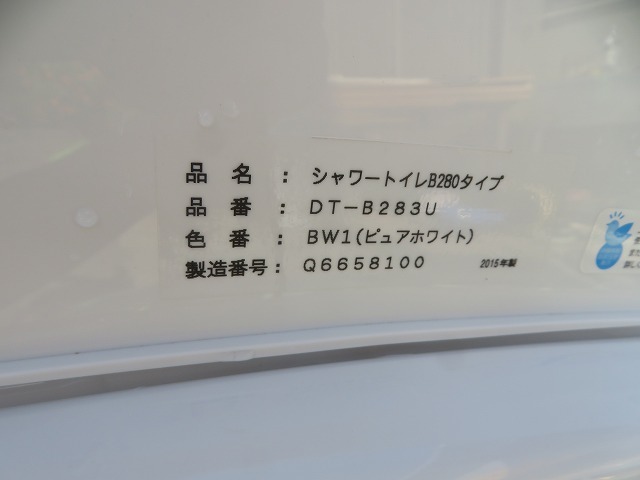 品 名 : シャワートイレB280タイプ
品 番 : DT-B283U
色 番 : BW1(ピュアホワイト)
製造番号: Q6658100 2015年製